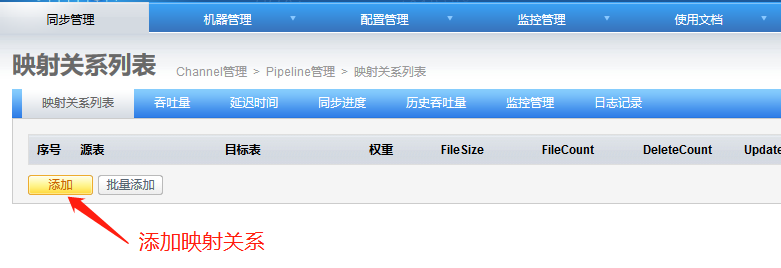 同步管理 机器管理 配置管理 监控管理 使用文档
映射关系列表 Channel管理 > Pipeline管理 > 映射关系列表
映射关系列表 吞吐量 延迟时间 同步进度 历史吞吐量 监控管理 日志记录
序号 源表 目标表 权重 FileSize FileCount DeleteCount Update
添加 批量添加
添加映射关系